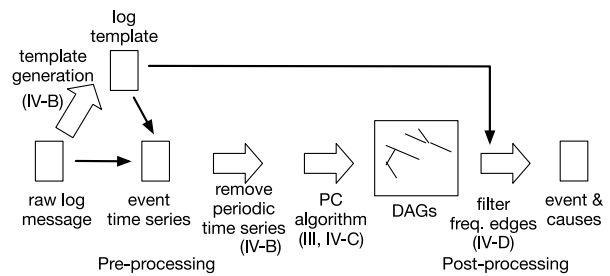 log
template
template
generation
(IV-B)
raw log
message
event
time series
remove
periodic
time series
(IV-B)
PC
algorithm
(III, IV-C)
DAGs
filter
freq. edges
(IV-D)
event &
causes
Pre-processing
Post-processing